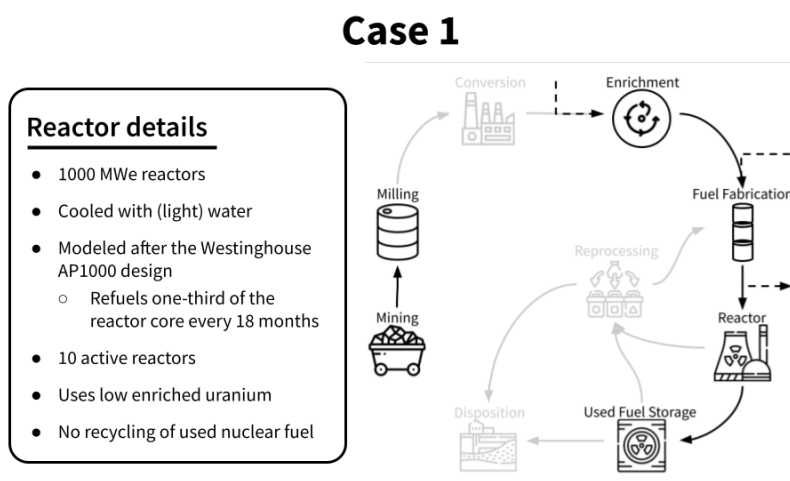 Case 1
Reactor details
● 1000 MWe reactors
● Cooled with (light) water
● Modeled after the Westinghouse
AP1000 design
○ Refuels one-third of the
reactor core every 18 months
● 10 active reactors
● Uses low enriched uranium
● No recycling of used nuclear fuel
Conversion
Enrichment
Milling
Fuel Fabrication
Reprocessing
Mining
Reactor
Disposition
Used Fuel Storage